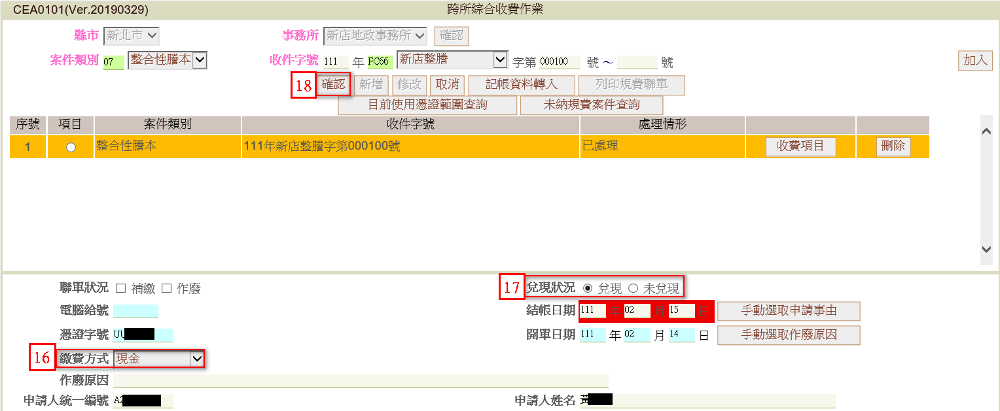 CEA0101(Ver.20190329) 跨所綜合收費作業
縣市 新北市 事務所 新店地政事務所 確認
案件類別 07 整合性謄本 收件字號 111 年 FC66 新店整謄 字第 000100 號 ~ 號 加入
18 確認 新增 修改 取消 記帳資料轉入 列印規費聯單
目前使用憑證範圍查詢 未納規費案件查詢
序號 項目 案件類別 收件字號 處理情形
1 整合性謄本 111年新店整謄字第000100號 已處理 收費項目 刪除
聯單狀況 補繳 作廢 17 兌現狀況 兌現 未兌現
電腦給號 結帳日期 111 年 02 月 15 日 手動選取申請事由
憑證字號 UU 開單日期 111 年 02 月 14 日 手動選取作廢原因
16 繳費方式 現金
作廢原因
申請人統一編號 A2 申請人姓名 黃